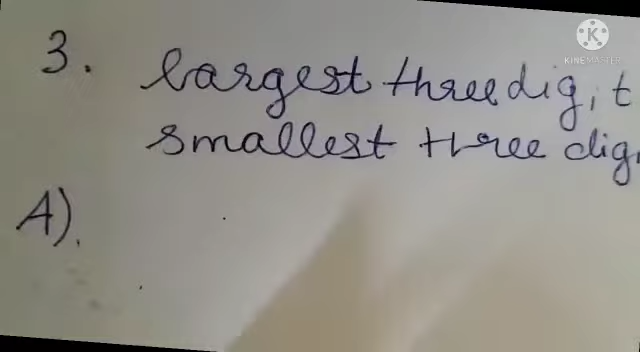 KINEMASTER
3. largest three dig, t
smallest three dig,
A).